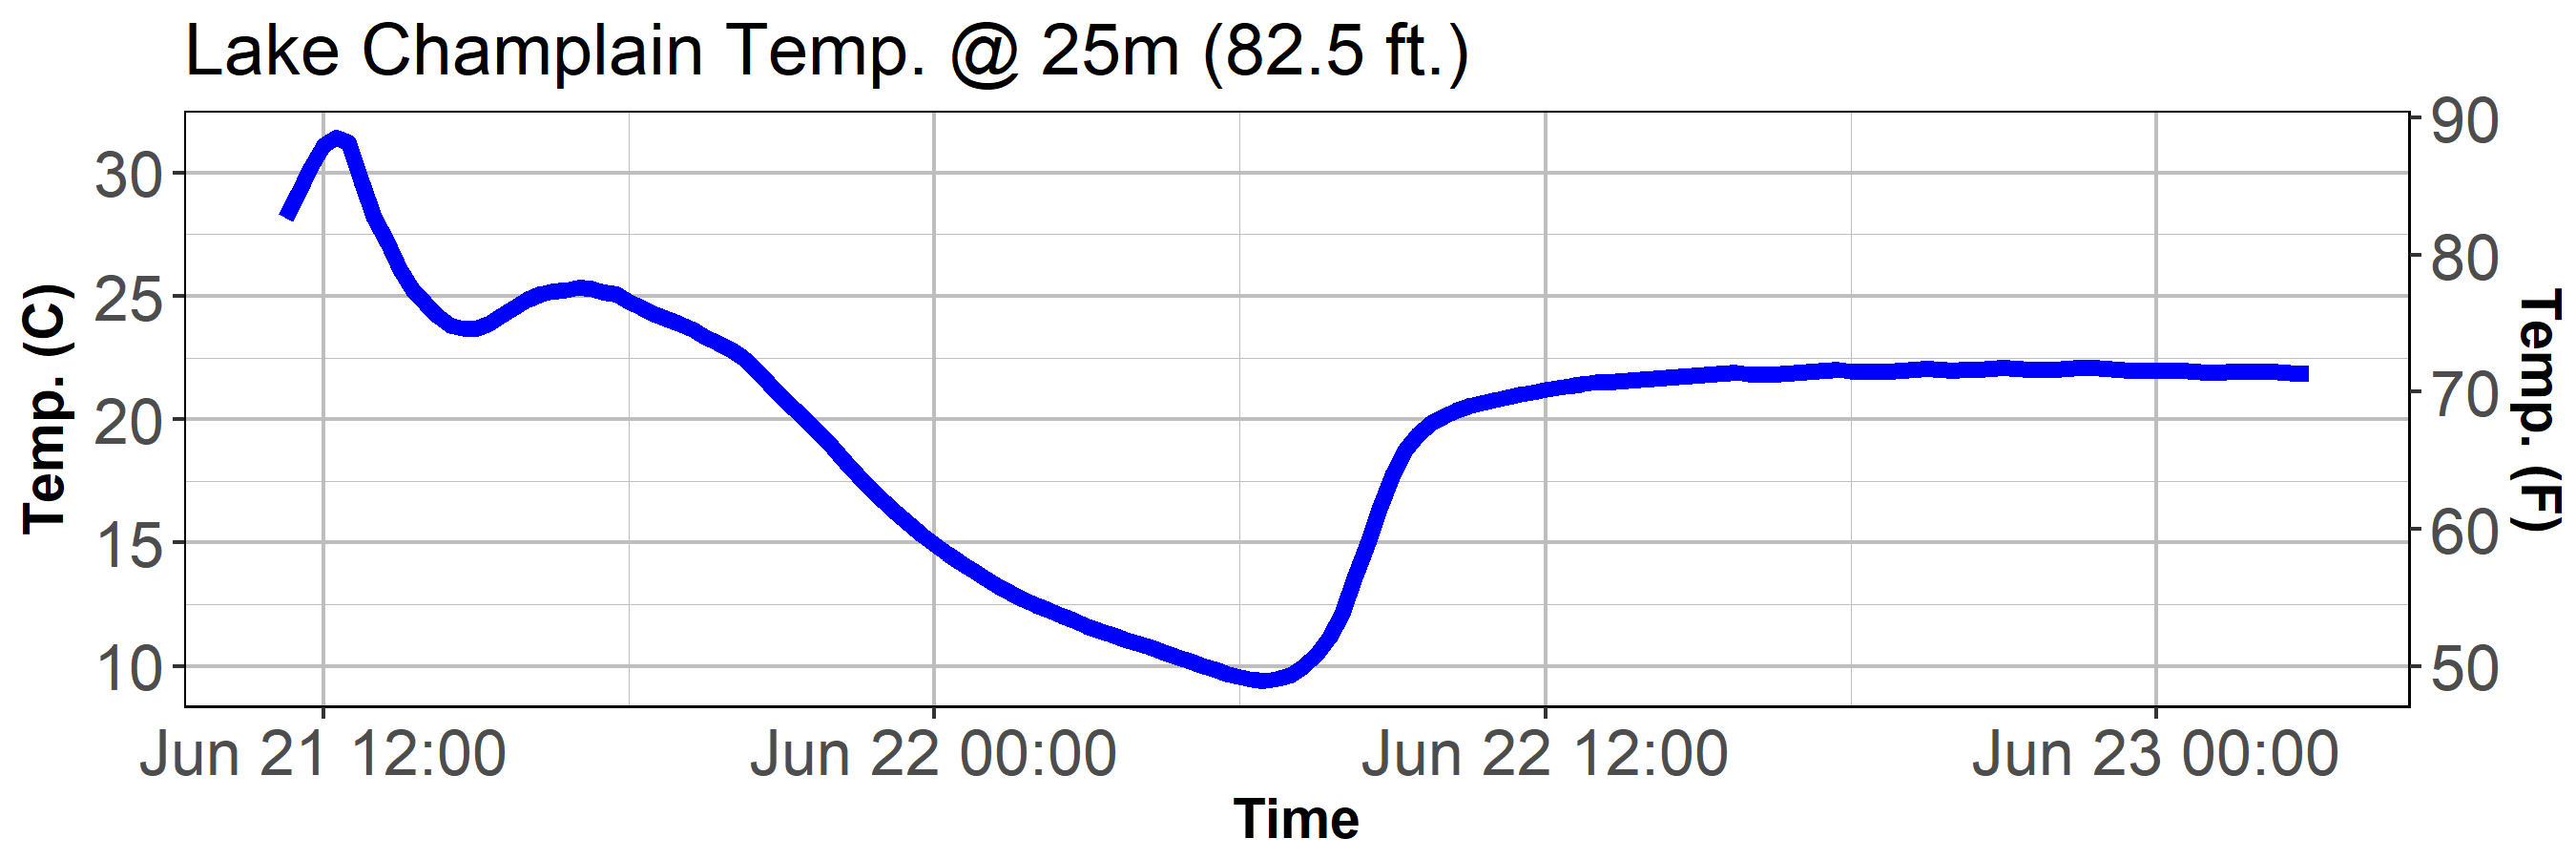 Lake Champlain Temp. @ 25m (82.5 ft.)
Temp. (C)
30
25
20
15
10
90
80
70
60
50
Temp. (F)
Jun 21 12:00
Jun 22 00:00
Jun 22 12:00
Jun 23 00:00
Time